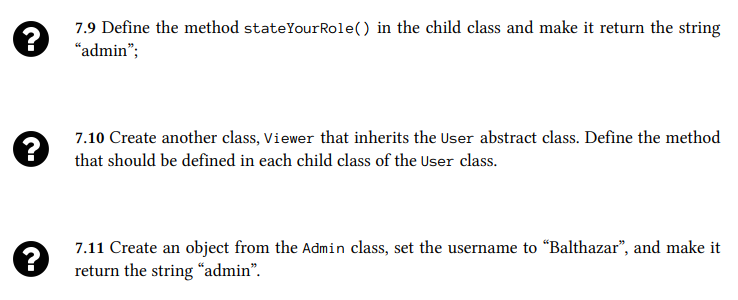 7.9 Define the method stateYourRole() in the child class and make it return the string
“admin”;
7.10 Create another class, Viewer that inherits the User abstract class. Define the method
that should be defined in each child class of the User class.
7.11 Create an object from the Admin class, set the username to “Balthazar”, and make it
return the string “admin”.